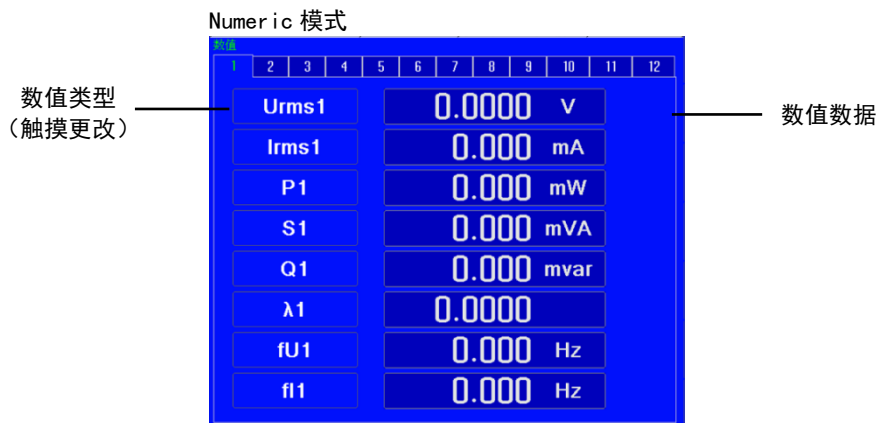 Numeric 模式
数值
1 2 3 4 5 6 7 8 9 10 11 12
数值类型
（触摸更改）
数值数据
Urms1 0.0000 V
Irms1 0.000 mA
P1 0.000 mW
S1 0.000 mVA
Q1 0.000 mvar
λ1 0.0000
fU1 0.000 Hz
fI1 0.000 Hz